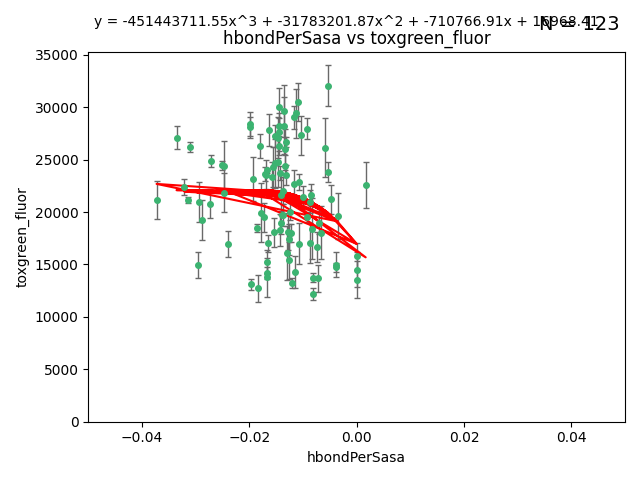 y = -451443711.55x^3 + -31783201.87x^2 + -710766.91x + 16968.41
N = 123
hbondPerSasa vs toxgreen_fluor
35000
30000
25000
20000
15000
10000
5000
0
toxgreen_fluor
−0.04
−0.02
0.00
0.02
0.04
hbondPerSasa